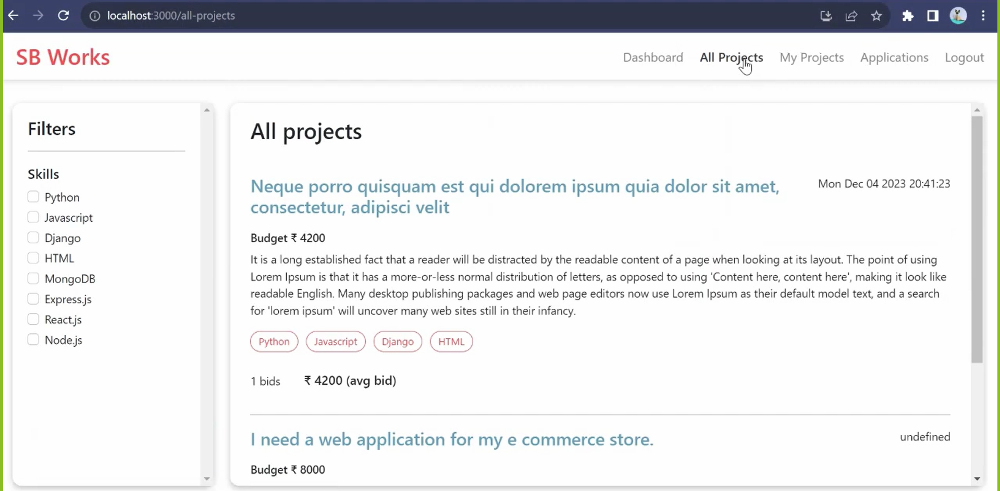 localhost:3000/all-projects
SB Works
Dashboard All Projects My Projects Applications Logout
Filters
Skills
Python
Javascript
Django
HTML
MongoDB
Express.js
React.js
Node.js
All projects
Neque porro quisquam est qui dolorem ipsum quia dolor sit amet,
consectetur, adipisci velit
Mon Dec 04 2023 20:41:23
Budget ₹ 4200
It is a long established fact that a reader will be distracted by the readable content of a page when looking at its layout. The point of using
Lorem Ipsum is that it has a more-or-less normal distribution of letters, as opposed to using 'Content here, content here', making it look like
readable English. Many desktop publishing packages and web page editors now use Lorem Ipsum as their default model text, and a search
for 'lorem ipsum' will uncover many web sites still in their infancy.
Python Javascript Django HTML
1 bids ₹ 4200 (avg bid)
I need a web application for my e commerce store.
undefined
Budget ₹ 8000